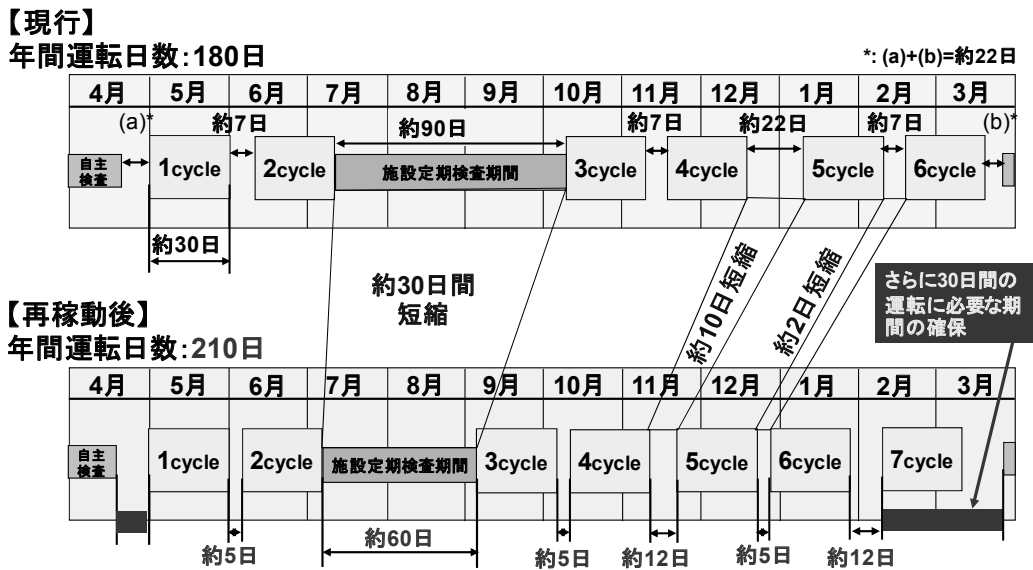 【現行】
年間運転日数:180日
*: (a)+(b)=約22日
4月 5月 6月 7月 8月 9月 10月 11月 12月 1月 2月 3月
(a)* 約7日 約90日 約7日 約22日 約7日 (b)*
自主
検査
1cycle 2cycle 施設定期検査期間 3cycle 4cycle 5cycle 6cycle
約30日
約30日間
短縮
約10日短縮
約2日短縮
さらに30日間の
運転に必要な期
間の確保
【再稼動後】
年間運転日数:210日
4月 5月 6月 7月 8月 9月 10月 11月 12月 1月 2月 3月
自主
検査
1cycle 2cycle 施設定期検査期間 3cycle 4cycle 5cycle 6cycle 7cycle
約5日 約60日 約5日 約12日 約5日 約12日